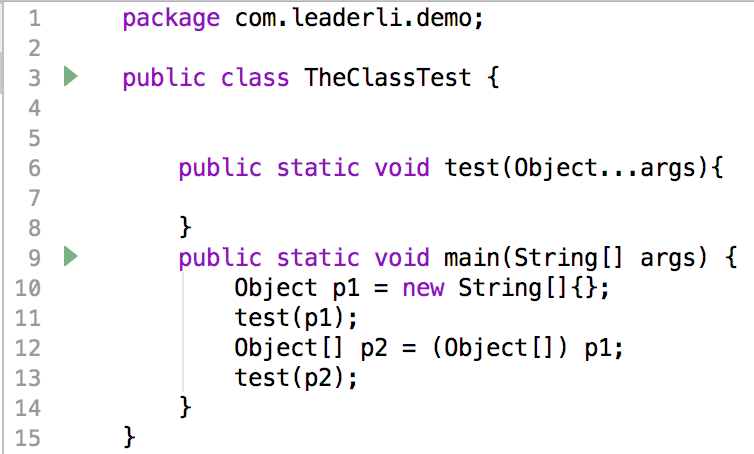 1 package com.leaderli.demo;
2
3 public class TheClassTest {
4
5
6 public static void test(Object...args){
7
8 }
9 public static void main(String[] args) {
10 Object p1 = new String[]{};
11 test(p1);
12 Object[] p2 = (Object[]) p1;
13 test(p2);
14 }
15 }